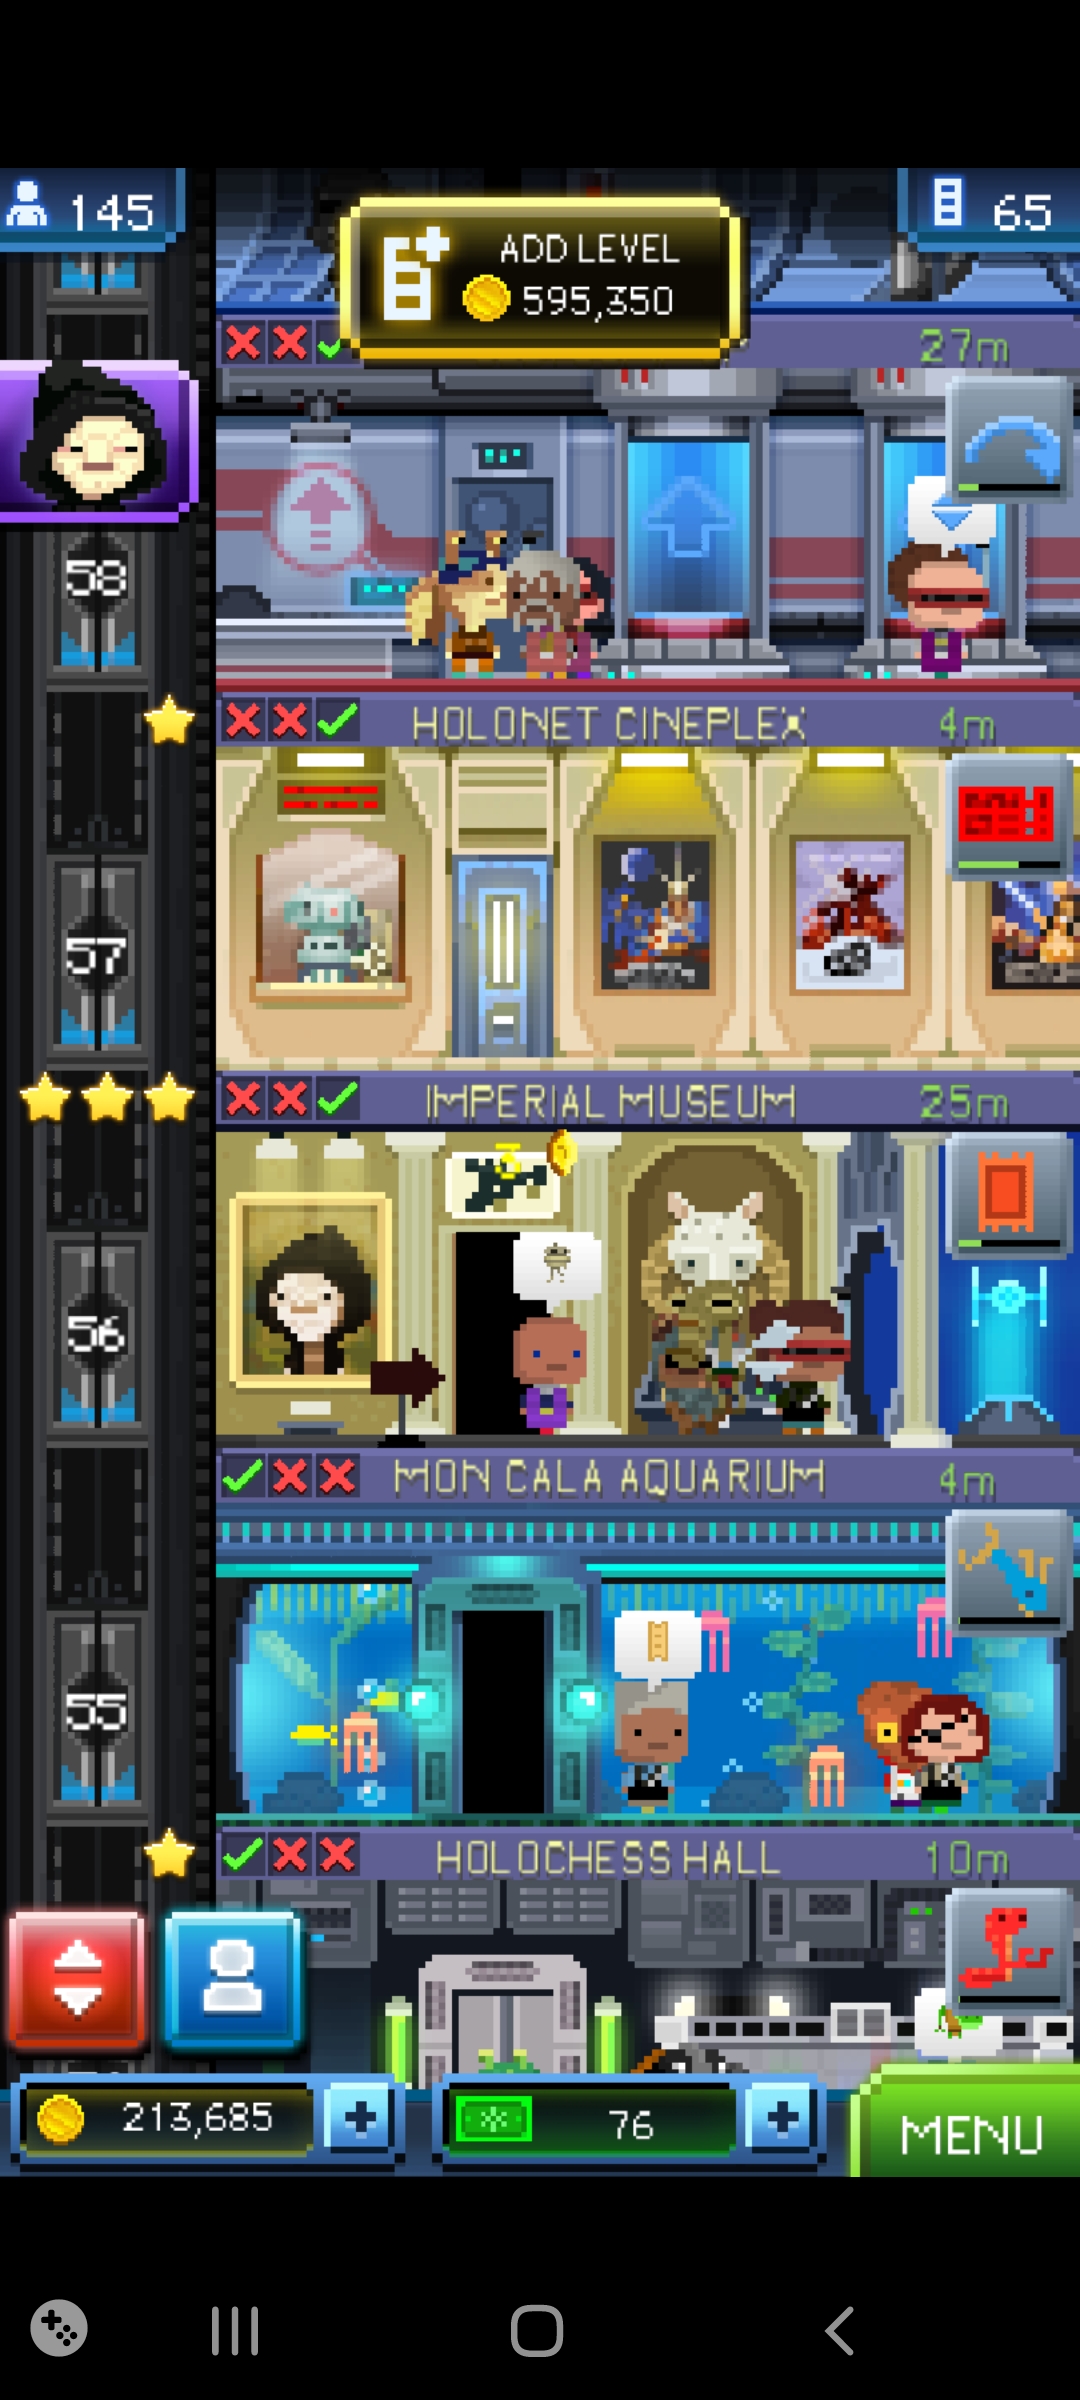 145
65
ADD LEVEL
595,350
27m
58
HOLONET CINEPLEX
4m
57
IMPERIAL MUSEUM
25m
56
MON CALA AQUARIUM
4m
55
HOLOCHESS HALL
10m
213,685
76
MENU